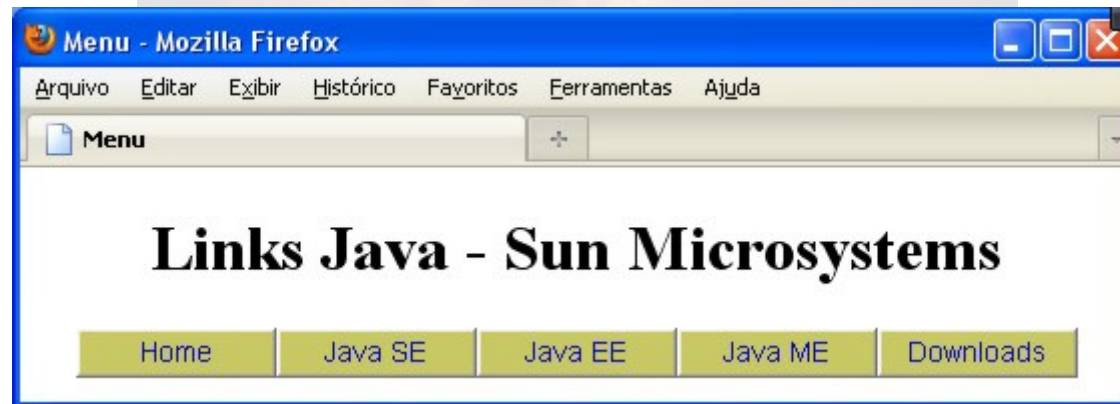 Menu - Mozilla Firefox
Arquivo Editar Exibir Histórico Favoritos Ferramentas Ajuda
Menu
Links Java - Sun Microsystems
Home Java SE Java EE Java ME Downloads